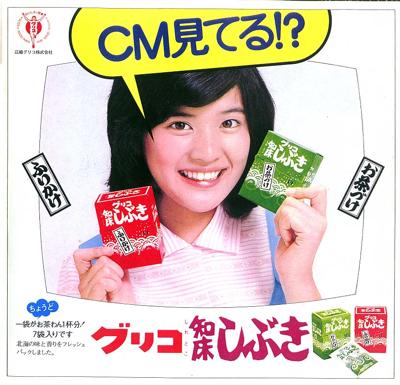 CM見てる!?
江崎グリコ株式会社
ふりかけ
お茶づけ
グリコ
知床
しぶき
ふりかけ
グリコ
知床
しぶき
お茶づけ
ちょうど
一袋がお茶わん1杯分!
7袋入りです
北海の味と香りをフレッシュ
パックしました。
グリコ知床しぶき
しれとこ